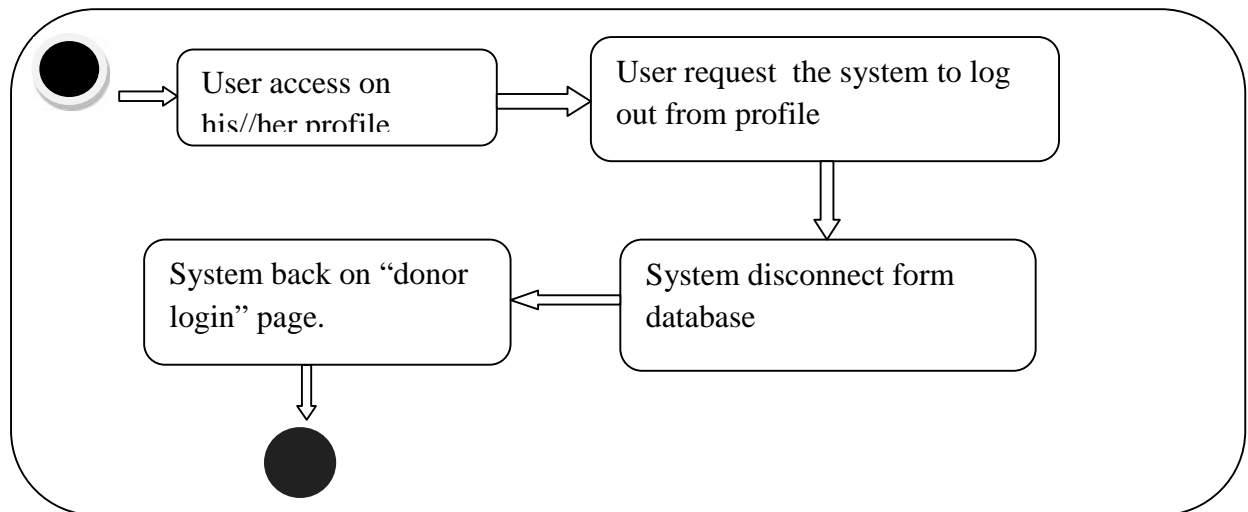 User access on
his//her profile
User request  the system to log
out from profile
System disconnect form
database
System back on “donor
login” page.